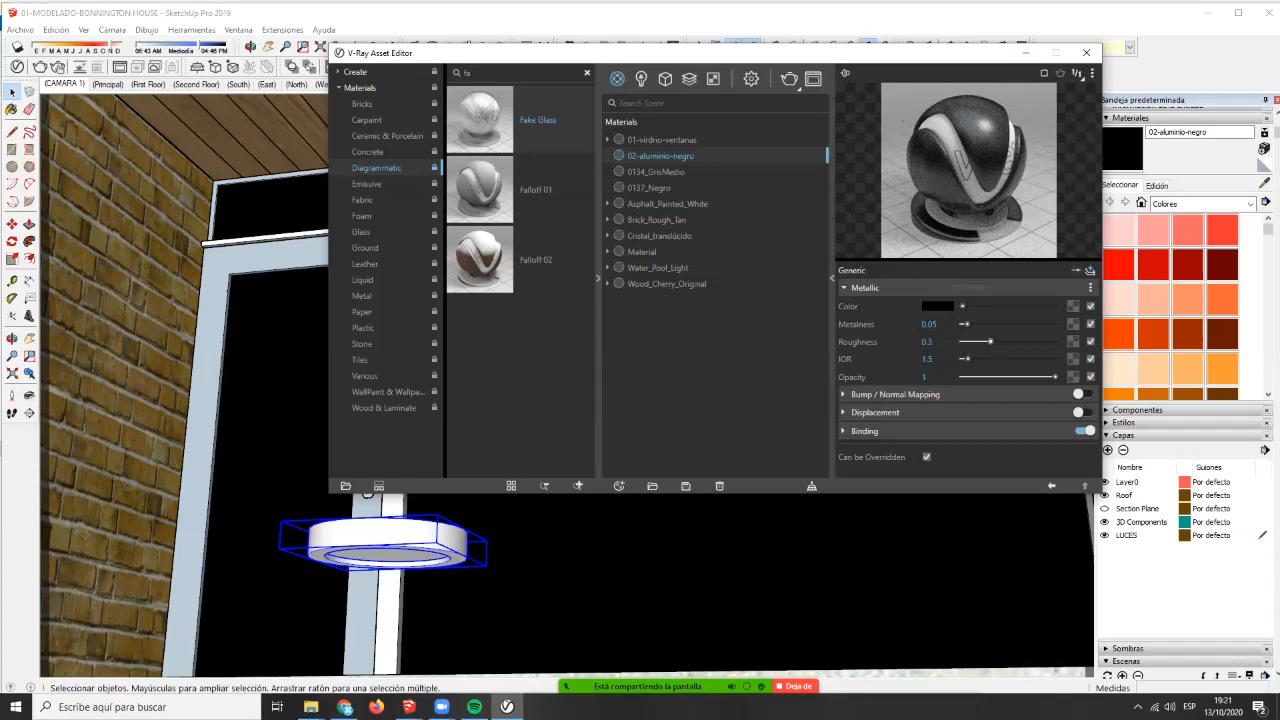 01-MODELADO-BONNINGTON HOUSE - SketchUp Pro 2019
Archivo Edición Ver Cámara Dibujo Herramientas Ventana Extensiones Ayuda
E F M A M J J A S O N D
06:43 AM Mediodía 04:46 PM
(CAMARA 1) (Principal) (First Floor) (Second Floor) (East) (North)
V-Ray Asset Editor
Create
Materials
Bricks
Carpaint
Ceramic & Porcelain
Concrete
Diagrammatic
Emissive
Fabric
Foam
Glass
Ground
Leather
Liquid
Metal
Paper
Plastic
Stone
Tiles
Various
WallPaint & Wallpa...
Wood & Laminate
fa
Fake Glass
Falloff 01
Falloff 02
Search Scene
Materials
01-virdrio-ventanas
02-aluminio-negro
0134_GrisMedio
0137_Negro
Asphalt_Painted_White
Brick_Rough_Tan
Cristal_translúcido
Material
Water_Pool_Light
Wood_Cherry_Original
1/1
Generic
Metallic
Color
Metalness 0.05
Roughness 0.3
IOR 1.5
Opacity 1
Bump / Normal Mapping
Displacement
Binding
Can be Overridden
Bandeja predeterminada
Materials
02-aluminio-negro
Seleccionar Edición
Colores
Componentes
Estilos
Capas
Nombre Guiones
Layer0 Por defecto
Roof Por defecto
Section Plane Por defecto
3D Components Por defecto
LUCES Por defecto
Sombras
Escenas
Seleccionar objetos. Mayúsculas para ampliar selección. Arrastrar ratón para una selección múltiple.
Está compartiendo la pantalla
Deja de
Medidas
Escribe aquí para buscar
ESP
19:21
13/10/2020
2